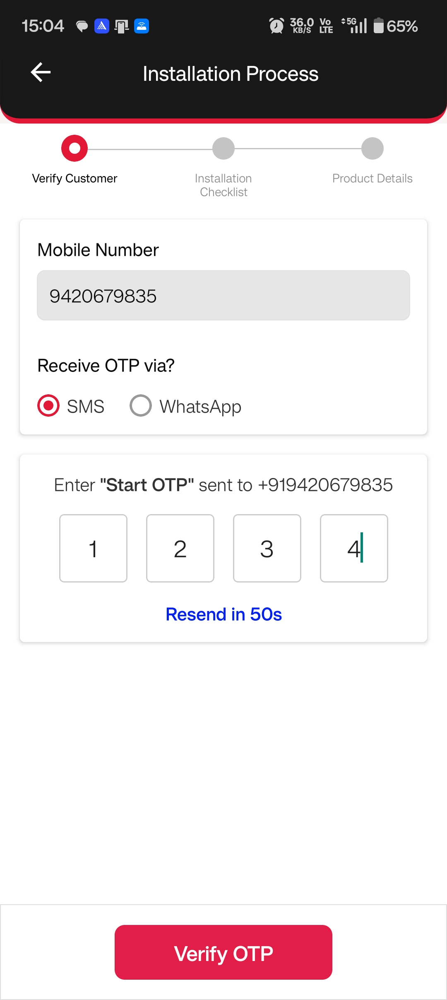 15:04 36.0 KB/S Vo LTE 5G 65%
Installation Process
Verify Customer
Installation Checklist
Product Details
Mobile Number
9420679835
Receive OTP via?
SMS WhatsApp
Enter "Start OTP" sent to +919420679835
1 2 3 4
Resend in 50s
Verify OTP